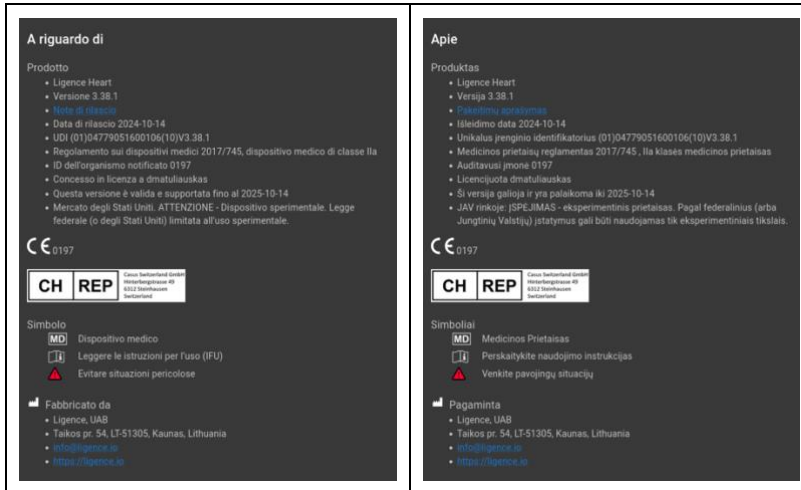 A riguardo di
Prodotto
• Ligence Heart
• Versione 3.38.1
• Note di rilascio
• Data di rilascio 2024-10-14
• UDI (01)04779051600106(10)V3.38.1
• Regolamento sui dispositivi medici 2017/745, dispositivo medico di classe IIa
• ID dell'organismo notificato 0197
• Concesso in licenza a dmatuliauskas
• Questa versione è valida e supportata fino al 2025-10-14
• Mercato degli Stati Uniti. ATTENZIONE - Dispositivo sperimentale. Legge
federale (o degli Stati Uniti) limitata all'uso sperimentale.
CE 0197
CH REP
Casus Switzerland GmbH
Hinterbergstrasse 49
6312 Steinhausen
Switzerland
Simbolo
MD Dispositivo medico
Leggere le istruzioni per l'uso (IFU)
Evitare situazioni pericolose
Fabbricato da
• Ligence, UAB
• Taikos pr. 54, LT-51305, Kaunas, Lithuania
• info@ligence.io
• https://ligence.io
Apie
Produktas
• Ligence Heart
• Versija 3.38.1
• Pakeitimų aprašymas
• Išleidimo data 2024-10-14
• Unikalus įrenginio identifikatorius (01)04779051600106(10)V3.38.1
• Medicinos prietaisų reglamentas 2017/745 , IIa klasės medicinos prietaisas
• Auditavusi įmonė 0197
• Licencijuota dmatuliauskas
• Ši versija galioja ir yra palaikoma iki 2025-10-14
• JAV rinkoje: ĮSPĖJIMAS - eksperimentinis prietaisas. Pagal federalinius (arba
Jungtinių Valstijų) įstatymus gali būti naudojamas tik eksperimentiniais tikslais.
CE 0197
CH REP
Casus Switzerland GmbH
Hinterbergstrasse 49
6312 Steinhausen
Switzerland
Simboliai
MD Medicinos Prietaisas
Perskaitykite naudojimo instrukcijas
Venkite pavojingų situacijų
Pagaminta
• Ligence, UAB
• Taikos pr. 54, LT-51305, Kaunas, Lithuania
• info@ligence.io
• https://ligence.io